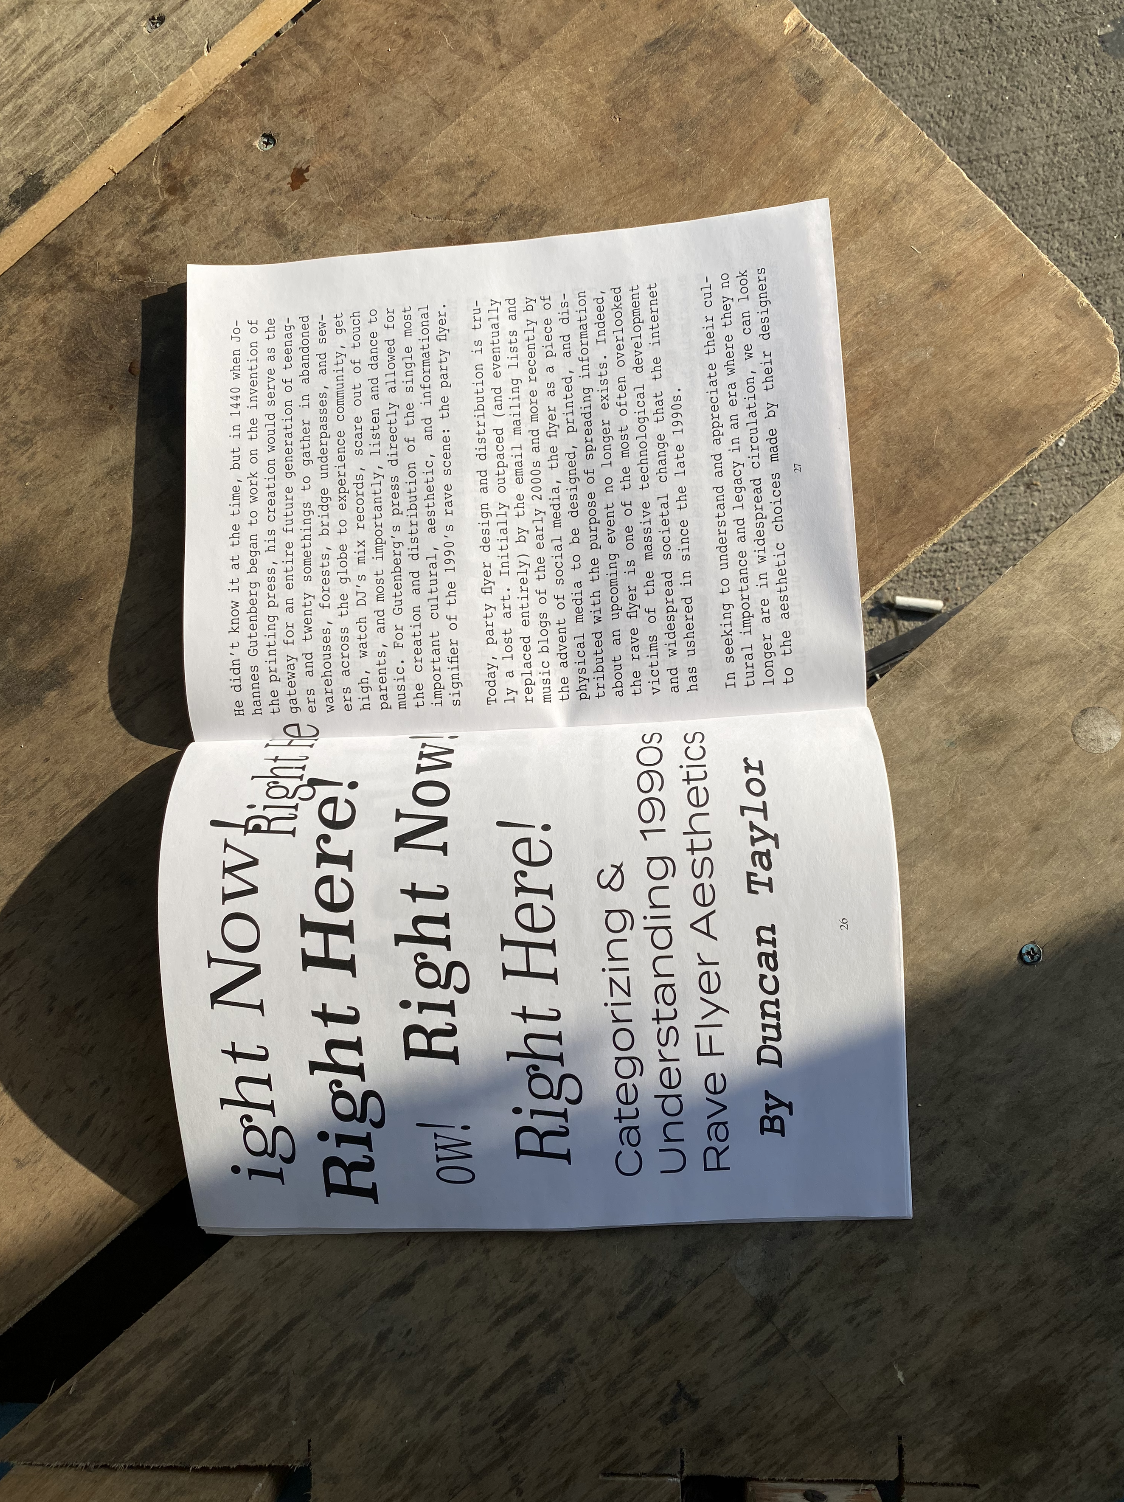 ight Now!
Right He
Right Here!
ow! Right Now!
Right Here!
Categorizing &
Understanding 1990s
Rave Flyer Aesthetics
By Duncan Taylor
26
He didn't know it at the time, but in 1440 when Jo-
hannes Gutenberg began to work on the invention of
the printing press, his creation would serve as the
gateway for an entire future generation of teenag-
ers and twenty somethings to gather in abandoned
warehouses, forests, bridge underpasses, and sew-
ers across the globe to experience community, get
high, watch DJ's mix records, scare out of touch
parents, and most importantly, listen and dance to
music. For Gutenberg's press directly allowed for
the creation and distribution of the single most
important cultural, aesthetic, and informational
signifier of the 1990's rave scene: the party flyer.
Today, party flyer design and distribution is tru-
ly a lost art. Initially outpaced (and eventually
replaced entirely) by the email mailing lists and
music blogs of the early 2000s and more recently by
the advent of social media, the flyer as a piece of
physical media to be designed, printed, and dis-
tributed with the purpose of spreading information
about an upcoming event no longer exists. Indeed,
the rave flyer is one of the most often overlooked
victims of the massive technological development
and widespread societal change that the internet
has ushered in since the late 1990s.
In seeking to understand and appreciate their cul-
tural importance and legacy in an era where they no
longer are in widespread circulation, we can look
to the aesthetic choices made by their designers
27